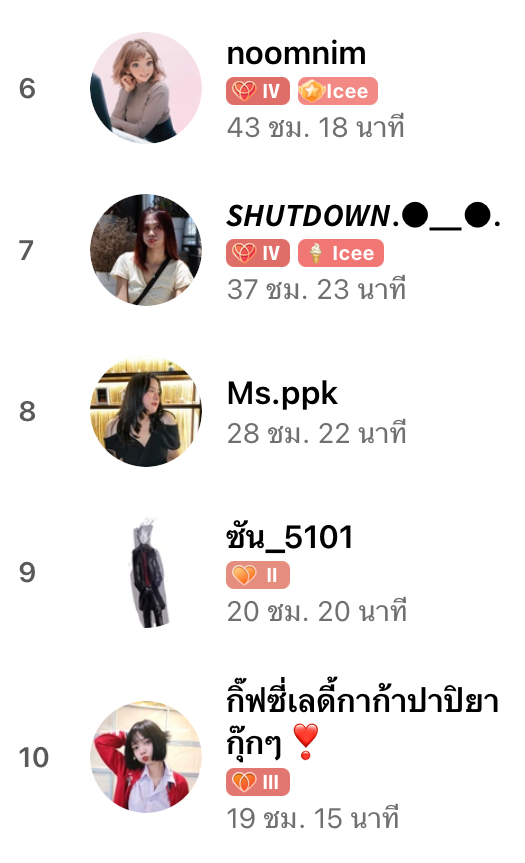 6
noomnim
IV Icee
43 ชม. 18 นาที
7
SHUTDOWN.●__●.
IV Icee
37 ชม. 23 นาที
8
Ms.ppk
28 ชม. 22 นาที
9
ซัน_5101
II
20 ชม. 20 นาที
10
กิ๊ฟซี่เลดี้กาก้าปาปิยา
กุ๊กๆ ❣️
III
19 ชม. 15 นาที